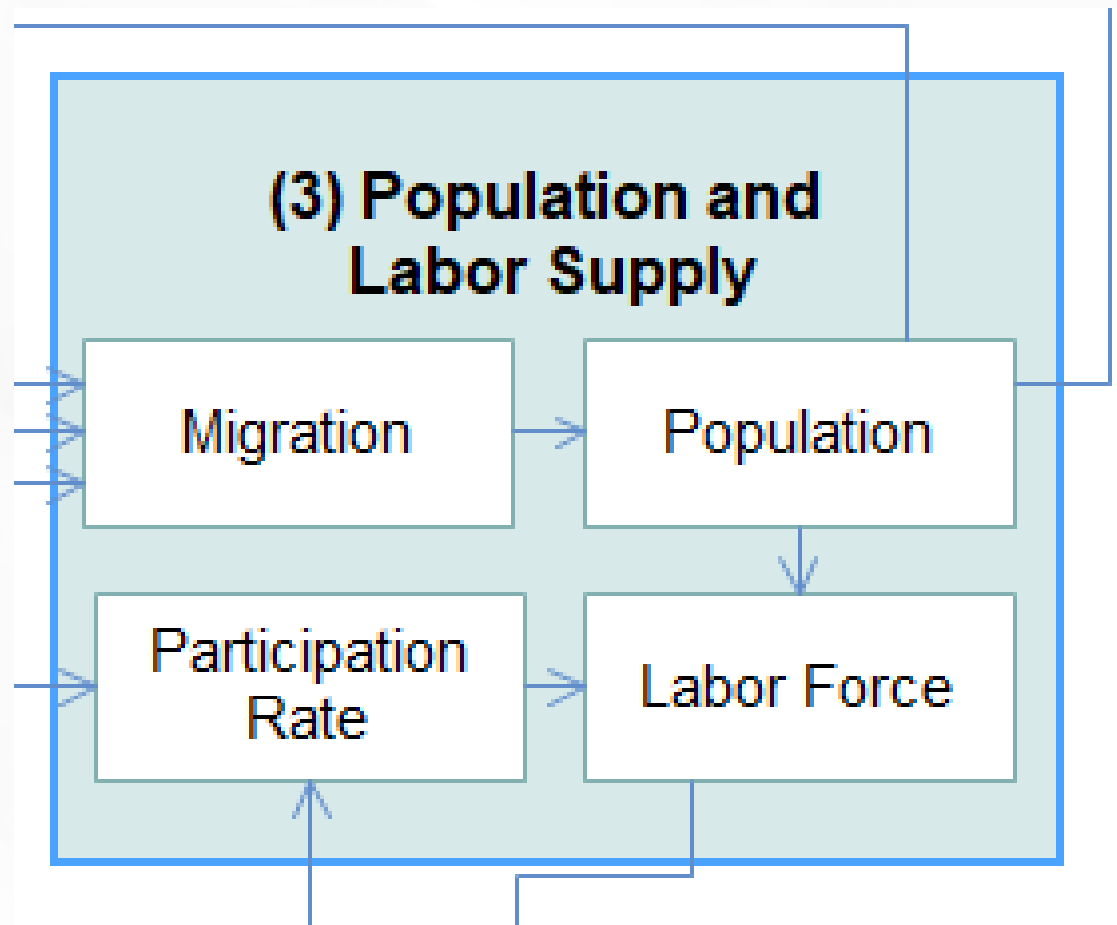 (3) Population and
Labor Supply
Migration
Population
Participation
Rate
Labor Force